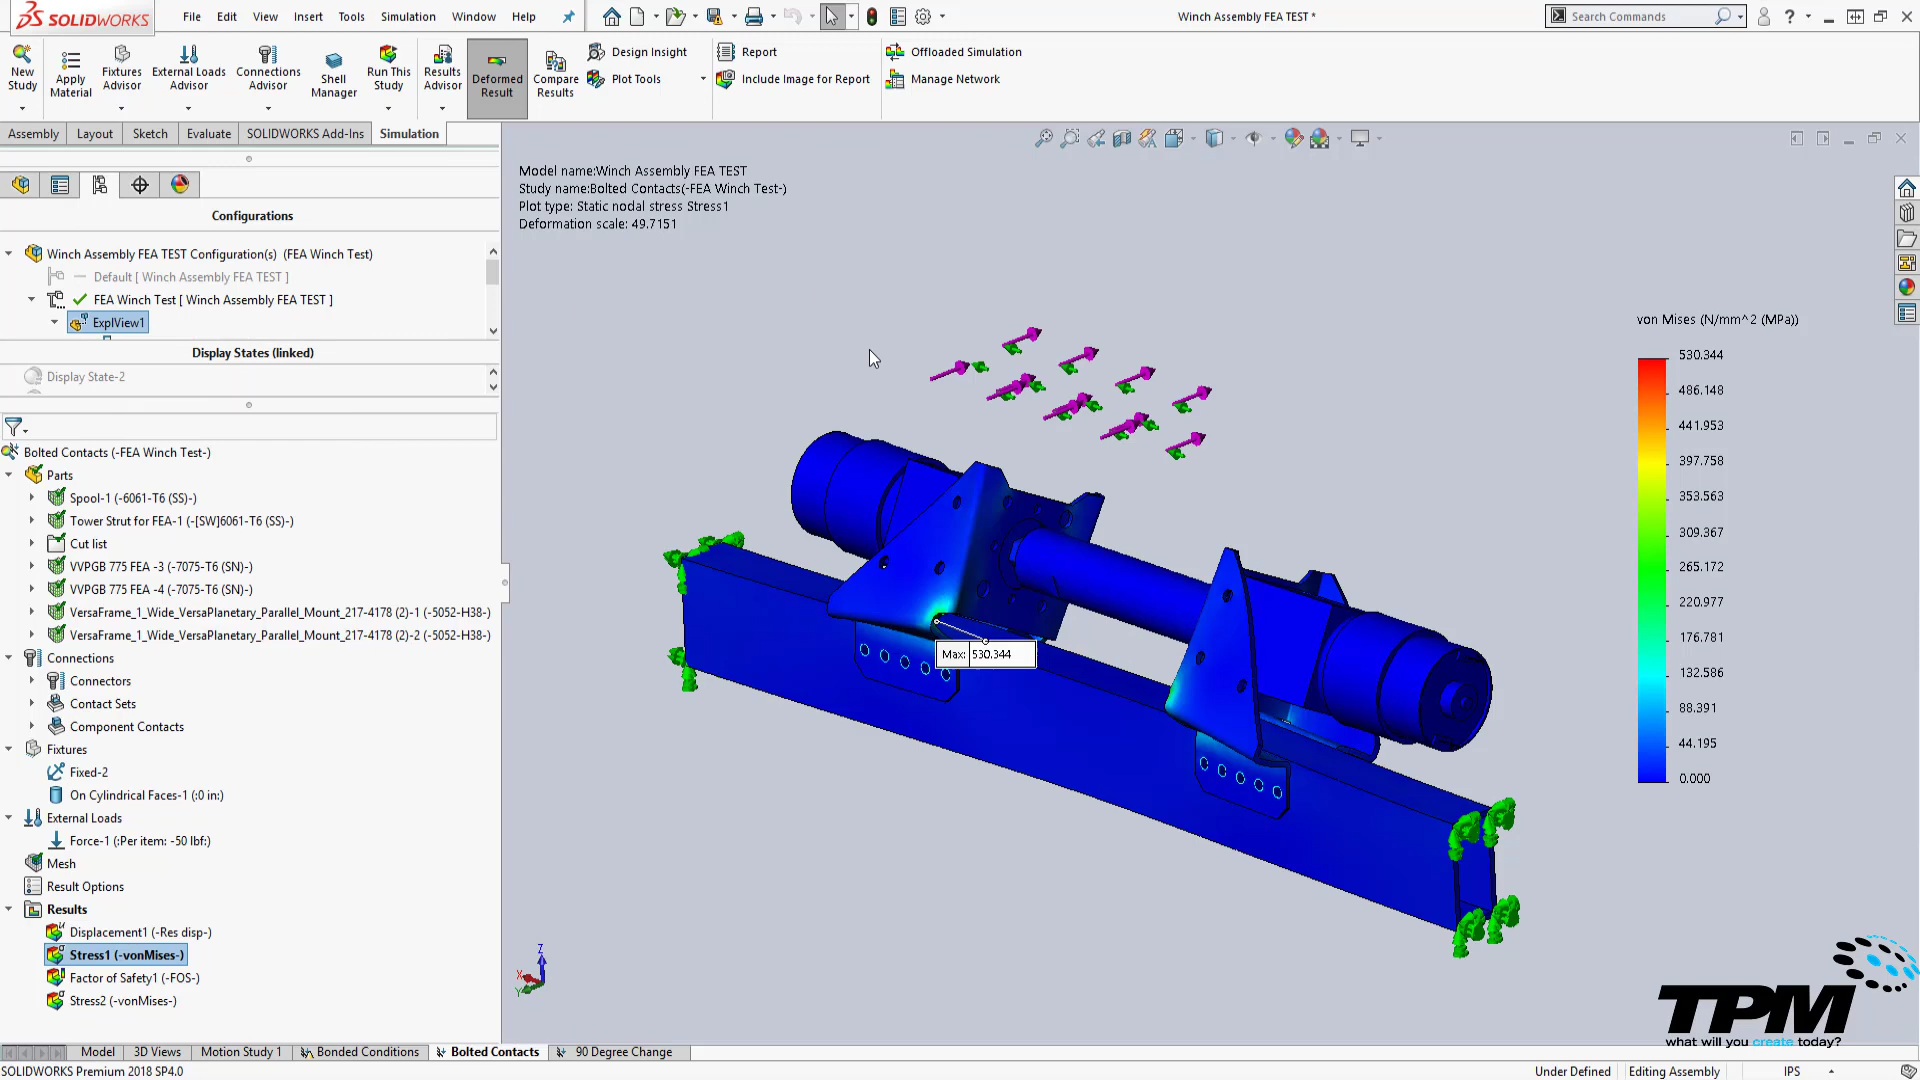 SOLIDWORKS File Edit View Insert Tools Simulation Window Help
Winch Assembly FEA TEST *
Search Commands
New Study
Apply Material
Fixtures Advisor
External Loads Advisor
Connections Advisor
Shell Manager
Run This Study
Results Advisor
Deformed Result
Compare Results
Design Insight
Plot Tools
Report
Include Image for Report
Offloaded Simulation
Manage Network
Assembly Layout Sketch Evaluate SOLIDWORKS Add-Ins Simulation
Configurations
Winch Assembly FEA TEST Configuration(s) (FEA Winch Test)
Default [ Winch Assembly FEA TEST ]
FEA Winch Test [ Winch Assembly FEA TEST ]
ExplView1
Display States (linked)
Display State-2
Bolted Contacts (-FEA Winch Test-)
Parts
Spool-1 (-6061-T6 (SS)-)
Tower Strut for FEA-1 (-[SW]6061-T6 (SS)-)
Cut list
VVPGB 775 FEA -3 (-7075-T6 (SN)-)
VVPGB 775 FEA -4 (-7075-T6 (SN)-)
VersaFrame_1_Wide_VersaPlanetary_Parallel_Mount_217-4178 (2)-1 (-5052-H38-)
VersaFrame_1_Wide_VersaPlanetary_Parallel_Mount_217-4178 (2)-2 (-5052-H38-)
Connections
Connectors
Contact Sets
Component Contacts
Fixtures
Fixed-2
On Cylindrical Faces-1 (:0 in:)
External Loads
Force-1 (:Per item: -50 lbf:)
Mesh
Result Options
Results
Displacement1 (-Res disp-)
Stress1 (-vonMises-)
Factor of Safety1 (-FOS-)
Stress2 (-vonMises-)
Model name:Winch Assembly FEA TEST
Study name:Bolted Contacts(-FEA Winch Test-)
Plot type: Static nodal stress Stress1
Deformation scale: 49.7151
Max: 530.344
von Mises (N/mm^2 (MPa))
530.344
486.148
441.953
397.758
353.563
309.367
265.172
220.977
176.781
132.586
88.391
44.195
0.000
Z
X
Y
TPM
what will you create today?
Model 3D Views Motion Study 1 Bonded Conditions Bolted Contacts 90 Degree Change
SOLIDWORKS Premium 2018 SP4.0
Under Defined Editing Assembly IPS